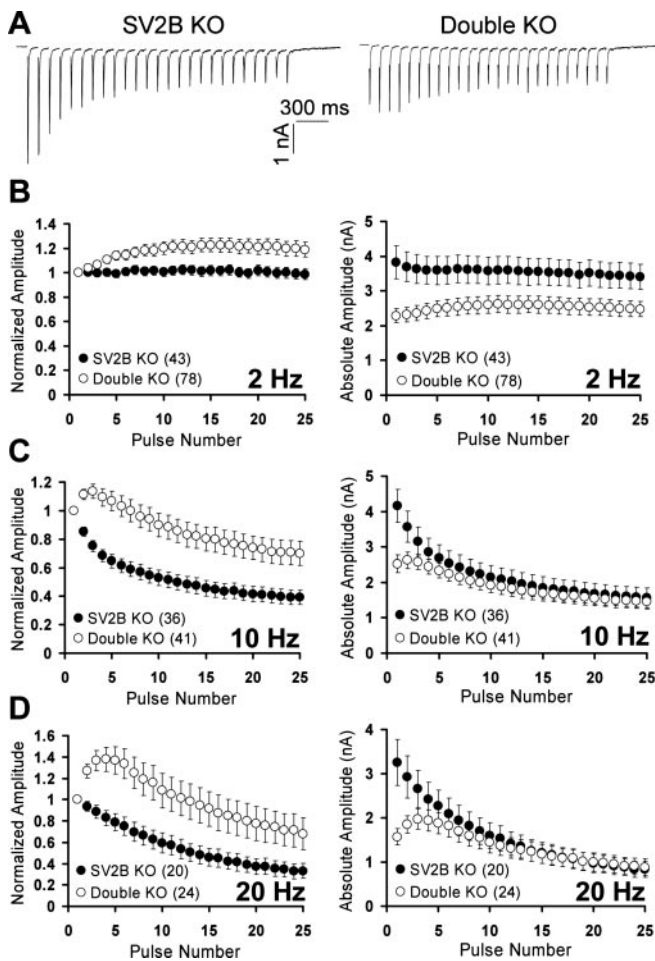 A
SV2B KO
Double KO
300 ms
1 nA
B
Normalized Amplitude
1.4
1.2
1
0.8
0.6
0.4
0.2
0
SV2B KO (43)
Double KO (78)
2 Hz
0 5 10 15 20 25
Pulse Number
Absolute Amplitude (nA)
5
4
3
2
1
0
SV2B KO (43)
Double KO (78)
2 Hz
0 5 10 15 20 25
Pulse Number
C
Normalized Amplitude
1.2
1
0.8
0.6
0.4
0.2
0
SV2B KO (36)
Double KO (41)
10 Hz
0 5 10 15 20 25
Pulse Number
Absolute Amplitude (nA)
5
4
3
2
1
0
SV2B KO (36)
Double KO (41)
10 Hz
0 5 10 15 20 25
Pulse Number
D
Normalized Amplitude
1.6
1.4
1.2
1
0.8
0.6
0.4
0.2
0
SV2B KO (20)
Double KO (24)
20 Hz
0 5 10 15 20 25
Pulse Number
Absolute Amplitude (nA)
4
3
2
1
0
SV2B KO (20)
Double KO (24)
20 Hz
0 5 10 15 20 25
Pulse Number